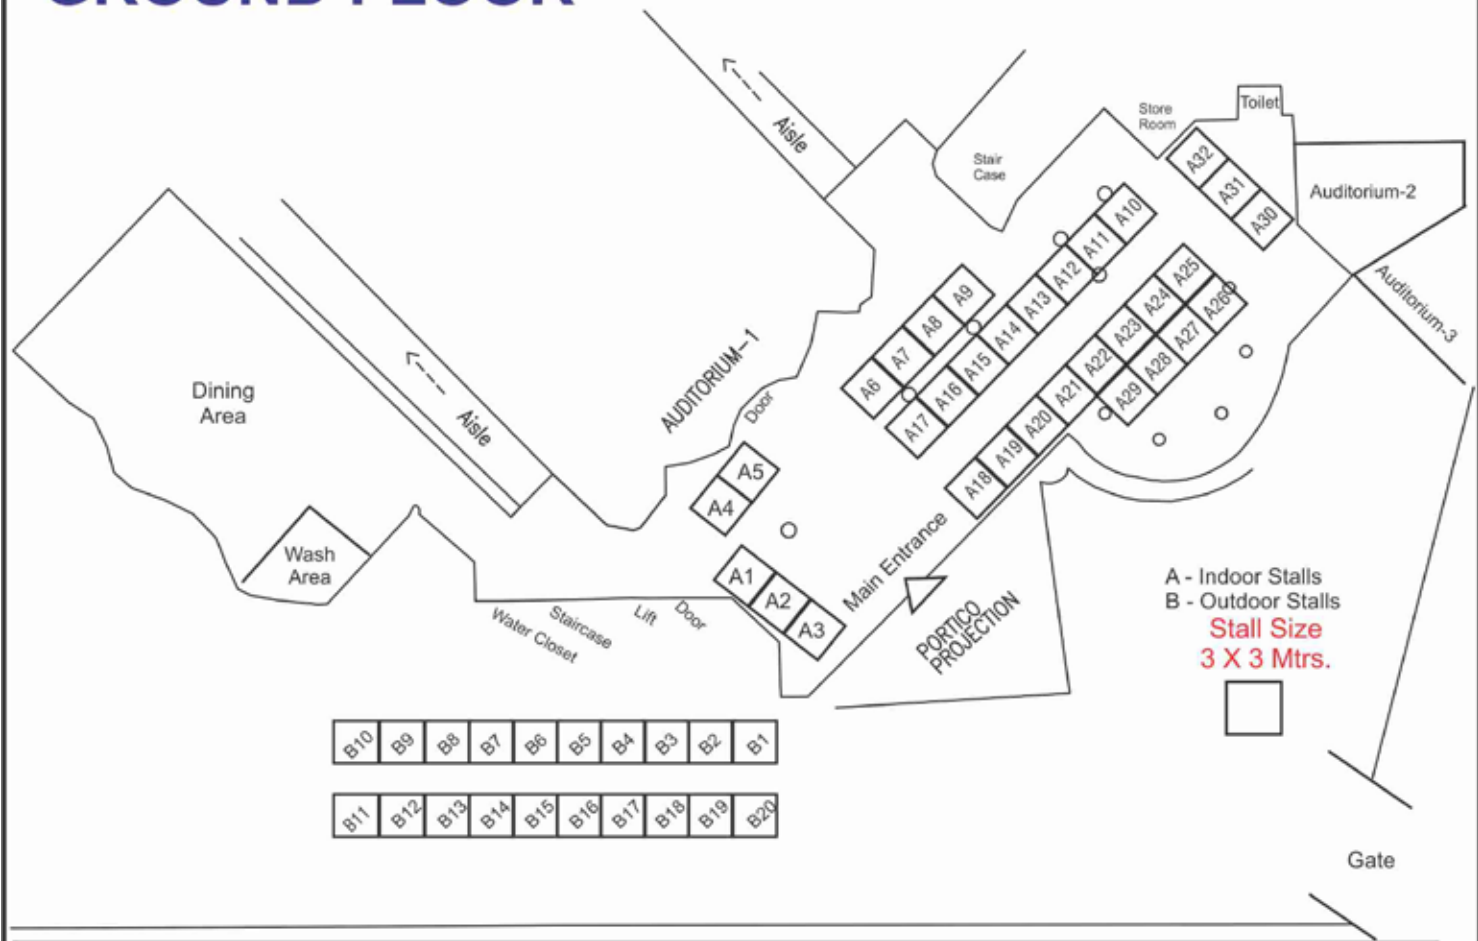 GROUND FLOOR
Aisle
Toilet
Store
Room
Stair
Case
Auditorium-2
Auditorium-3
A32
A31
A30
A10
A11
A12
A13
A14
A15
A16
A17
A9
A8
A7
A6
A25
A24
A23
A22
A21
A20
A19
A18
A26
A27
A28
A29
Dining
Area
Aisle
AUDITORIUM-1
Door
A5
A4
A1
A2
A3
Wash
Area
Main Entrance
PORTICO
PROJECTION
Water Closet
Staircase
Lift
Door
A - Indoor Stalls
B - Outdoor Stalls
Stall Size
3 X 3 Mtrs.
B10 B9 B8 B7 B6 B5 B4 B3 B2 B1
B11 B12 B13 B14 B15 B16 B17 B18 B19 B20
Gate